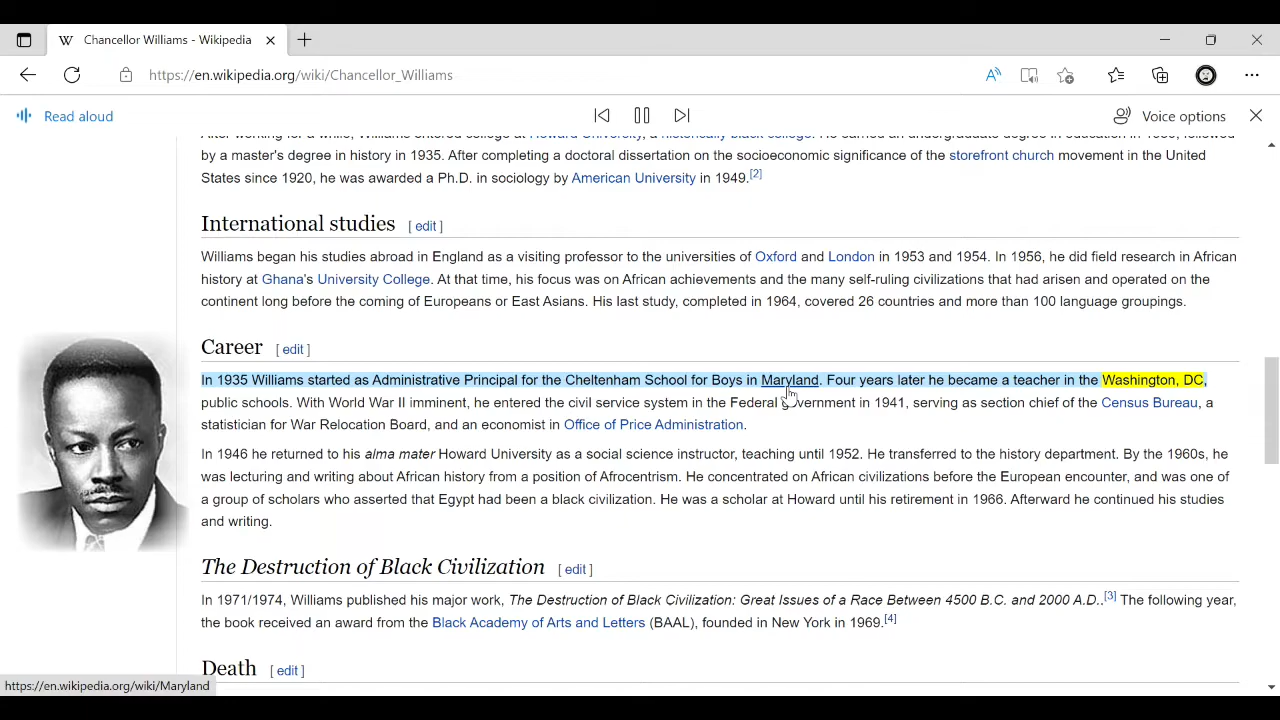 Chancellor Williams - Wikipedia
https://en.wikipedia.org/wiki/Chancellor_Williams
Read aloud
Voice options
After working for a while, Williams entered college at Howard University, a historically black college. He earned an undergraduate degree in education in 1930, followed
by a master's degree in history in 1935. After completing a doctoral dissertation on the socioeconomic significance of the storefront church movement in the United
States since 1920, he was awarded a Ph.D. in sociology by American University in 1949.[2]
International studies [ edit ]
Williams began his studies abroad in England as a visiting professor to the universities of Oxford and London in 1953 and 1954. In 1956, he did field research in African
history at Ghana's University College. At that time, his focus was on African achievements and the many self-ruling civilizations that had arisen and operated on the
continent long before the coming of Europeans or East Asians. His last study, completed in 1964, covered 26 countries and more than 100 language groupings.
Career [ edit ]
In 1935 Williams started as Administrative Principal for the Cheltenham School for Boys in Maryland. Four years later he became a teacher in the Washington, DC,
public schools. With World War II imminent, he entered the civil service system in the Federal government in 1941, serving as section chief of the Census Bureau, a
statistician for War Relocation Board, and an economist in Office of Price Administration.
In 1946 he returned to his alma mater Howard University as a social science instructor, teaching until 1952. He transferred to the history department. By the 1960s, he
was lecturing and writing about African history from a position of Afrocentrism. He concentrated on African civilizations before the European encounter, and was one of
a group of scholars who asserted that Egypt had been a black civilization. He was a scholar at Howard until his retirement in 1966. Afterward he continued his studies
and writing.
The Destruction of Black Civilization [ edit ]
In 1971/1974, Williams published his major work, The Destruction of Black Civilization: Great Issues of a Race Between 4500 B.C. and 2000 A.D..[3] The following year,
the book received an award from the Black Academy of Arts and Letters (BAAL), founded in New York in 1969.[4]
Death [ edit ]
https://en.wikipedia.org/wiki/Maryland